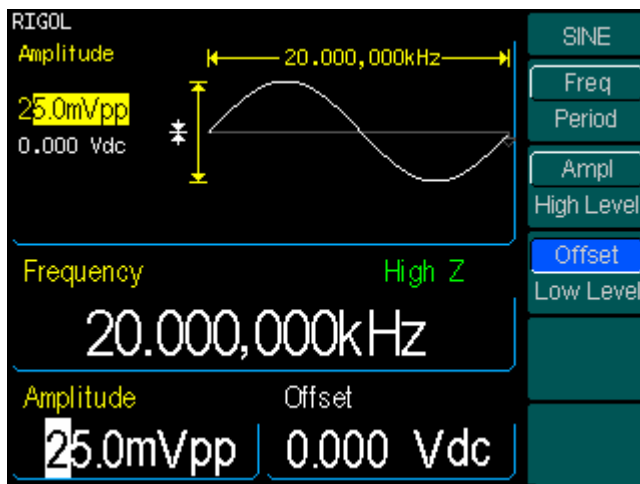 RIGOL
Amplitude
20.000,000kHz
25.0mVpp
0.000 Vdc
SINE
Freq
Period
Ampl
High Level
Offset
Low Level
Frequency
High Z
20.000,000kHz
Amplitude
Offset
25.0mVpp
0.000 Vdc